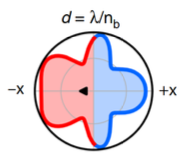 d = λ/n_b
−x
+x